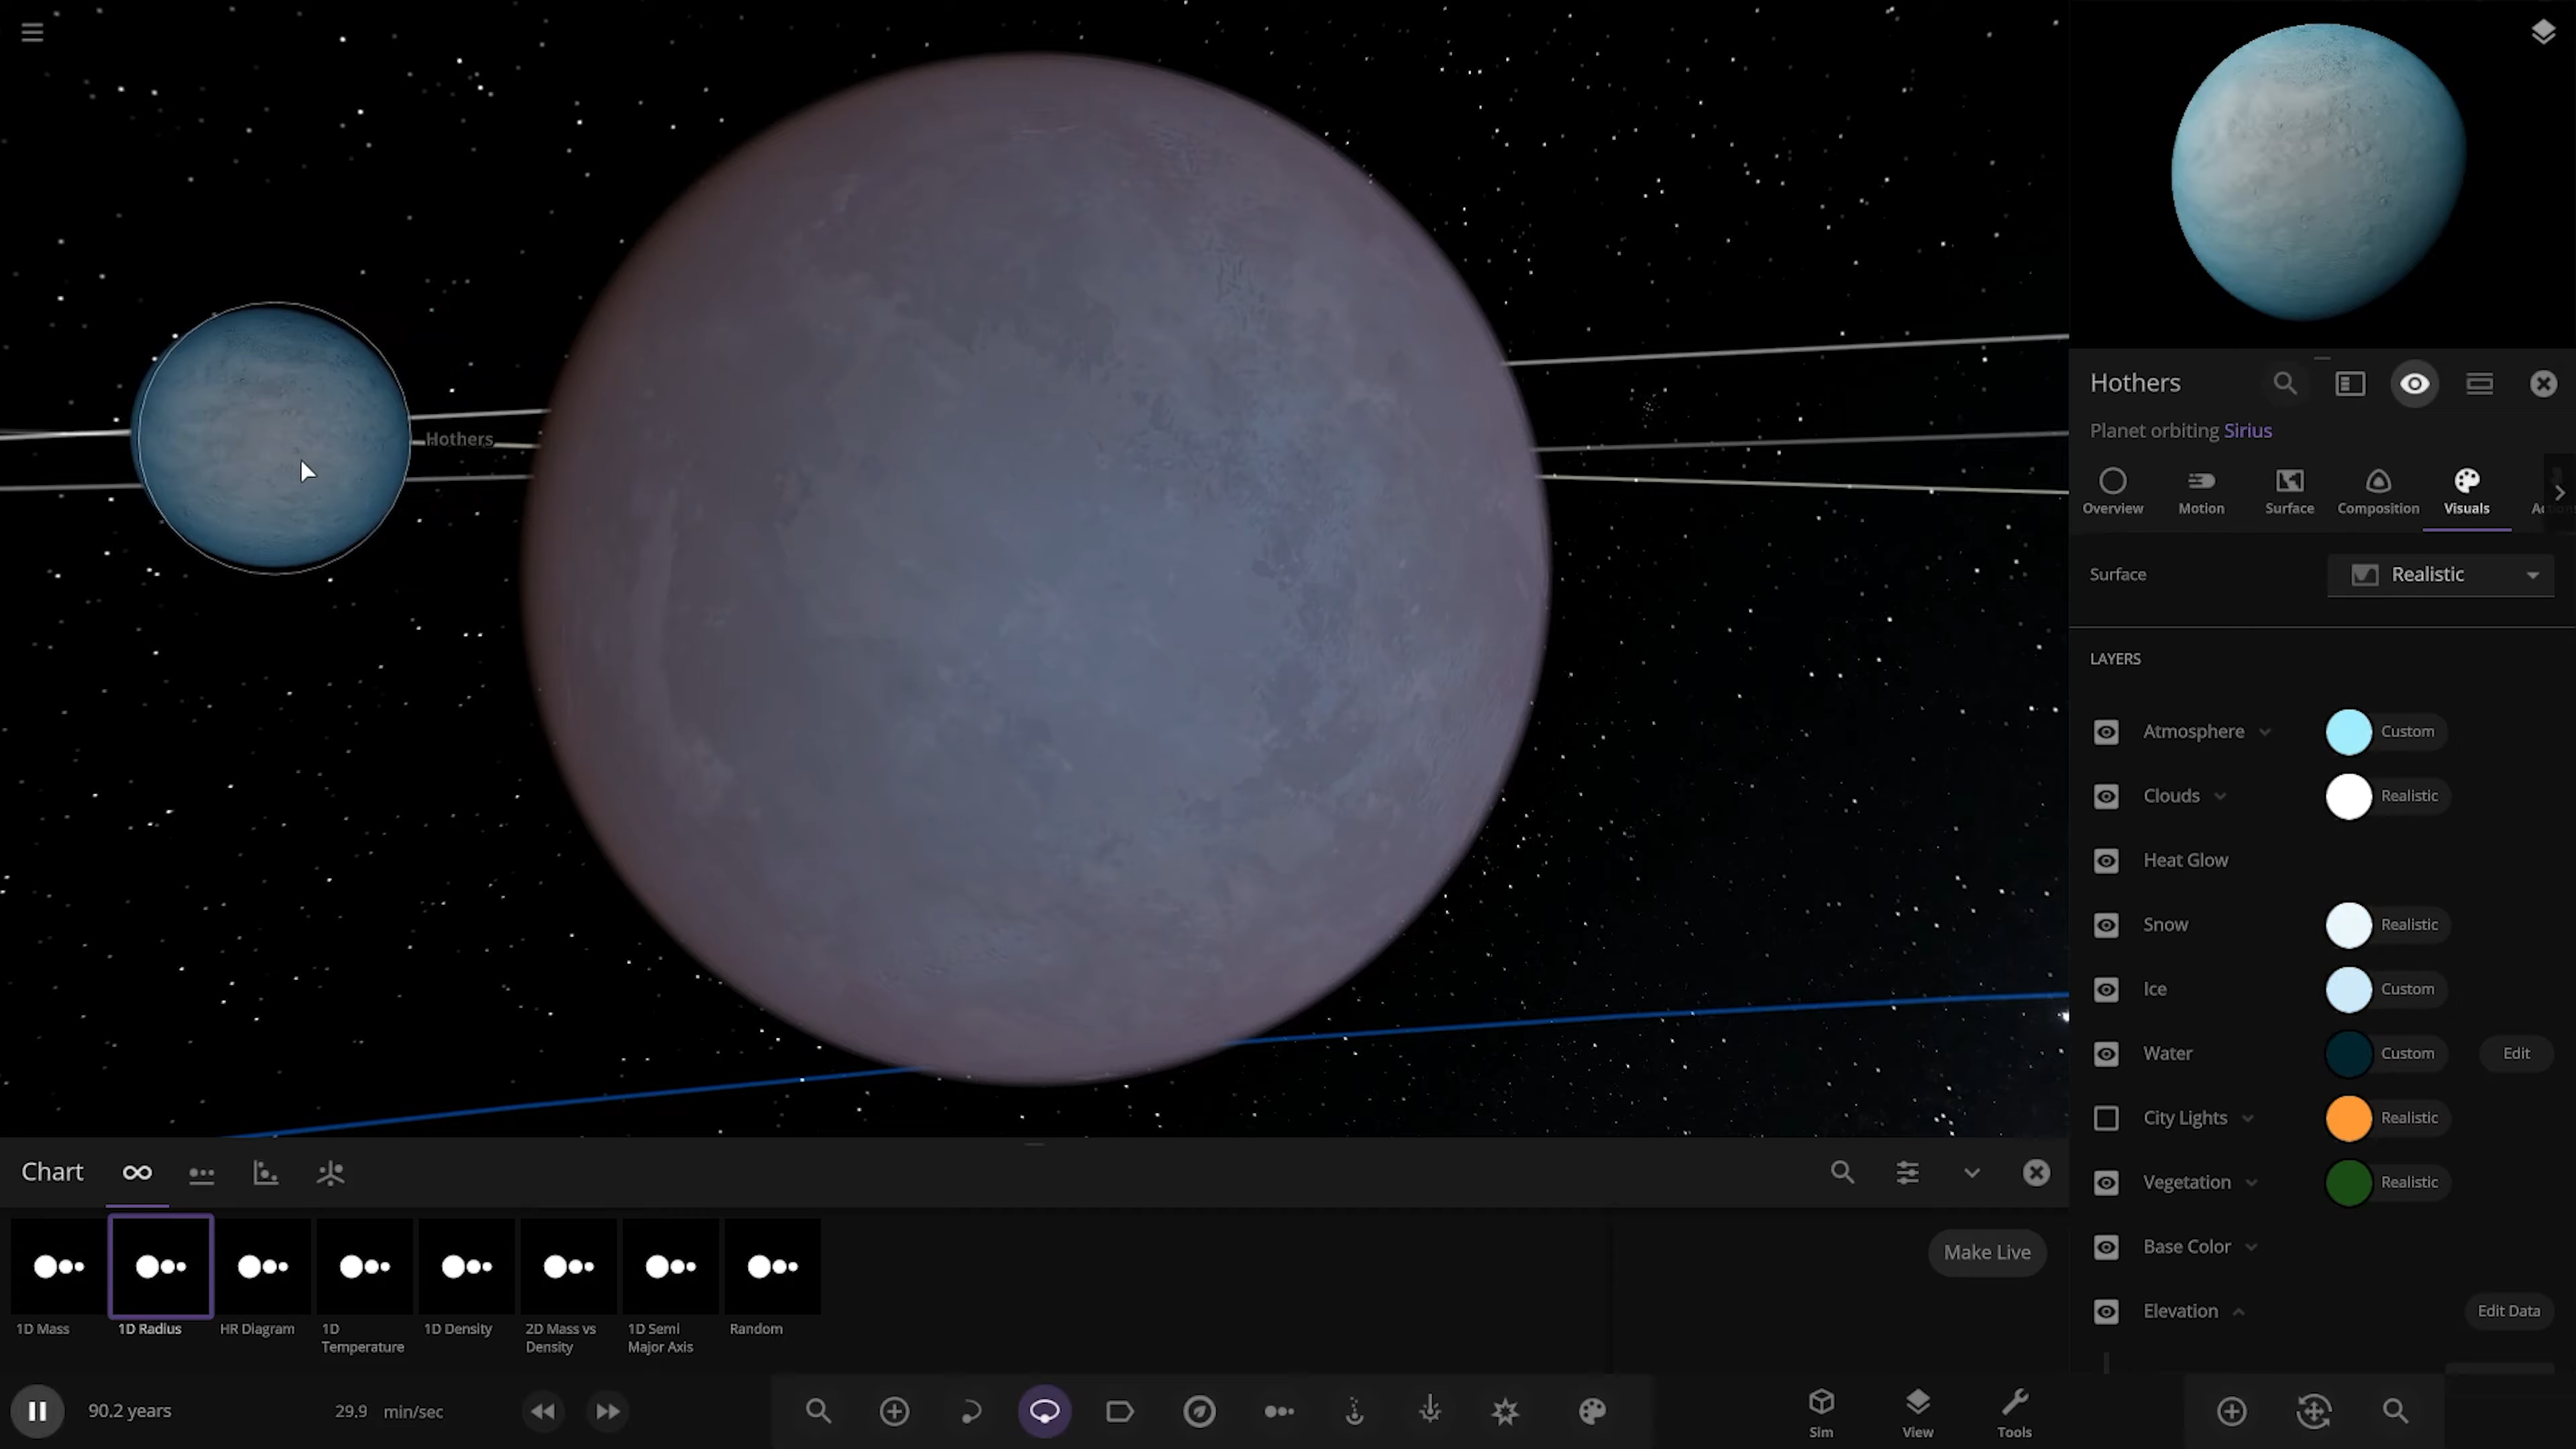 Hothers
Hothers
Planet orbiting Sirius
Overview
Motion
Surface
Composition
Visuals
Surface
Realistic
LAYERS
Atmosphere
Custom
Clouds
Realistic
Heat Glow
Snow
Realistic
Ice
Custom
Water
Custom
Edit
City Lights
Realistic
Vegetation
Realistic
Base Color
Elevation
Edit Data
Chart
Make Live
1D Mass
1D Radius
HR Diagram
1D
Temperature
1D Density
2D Mass vs
Density
1D Semi
Major Axis
Random
90.2 years
29.9 min/sec
Sim
View
Tools